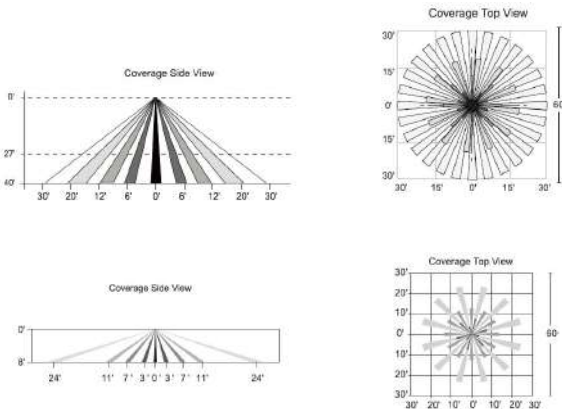 Coverage Side View
0'
27'
40'
30' 20' 12' 6' 0' 6' 12' 20' 30'
Coverage Top View
30'
15'
0'
15'
30'
30' 15' 0' 15' 30'
60'
Coverage Side View
0'
8'
24' 11' 7' 3' 0' 3' 7' 11' 24'
Coverage Top View
30'
20'
10'
0'
10'
20'
30'
30' 20' 10' 0' 10' 20' 30'
60'